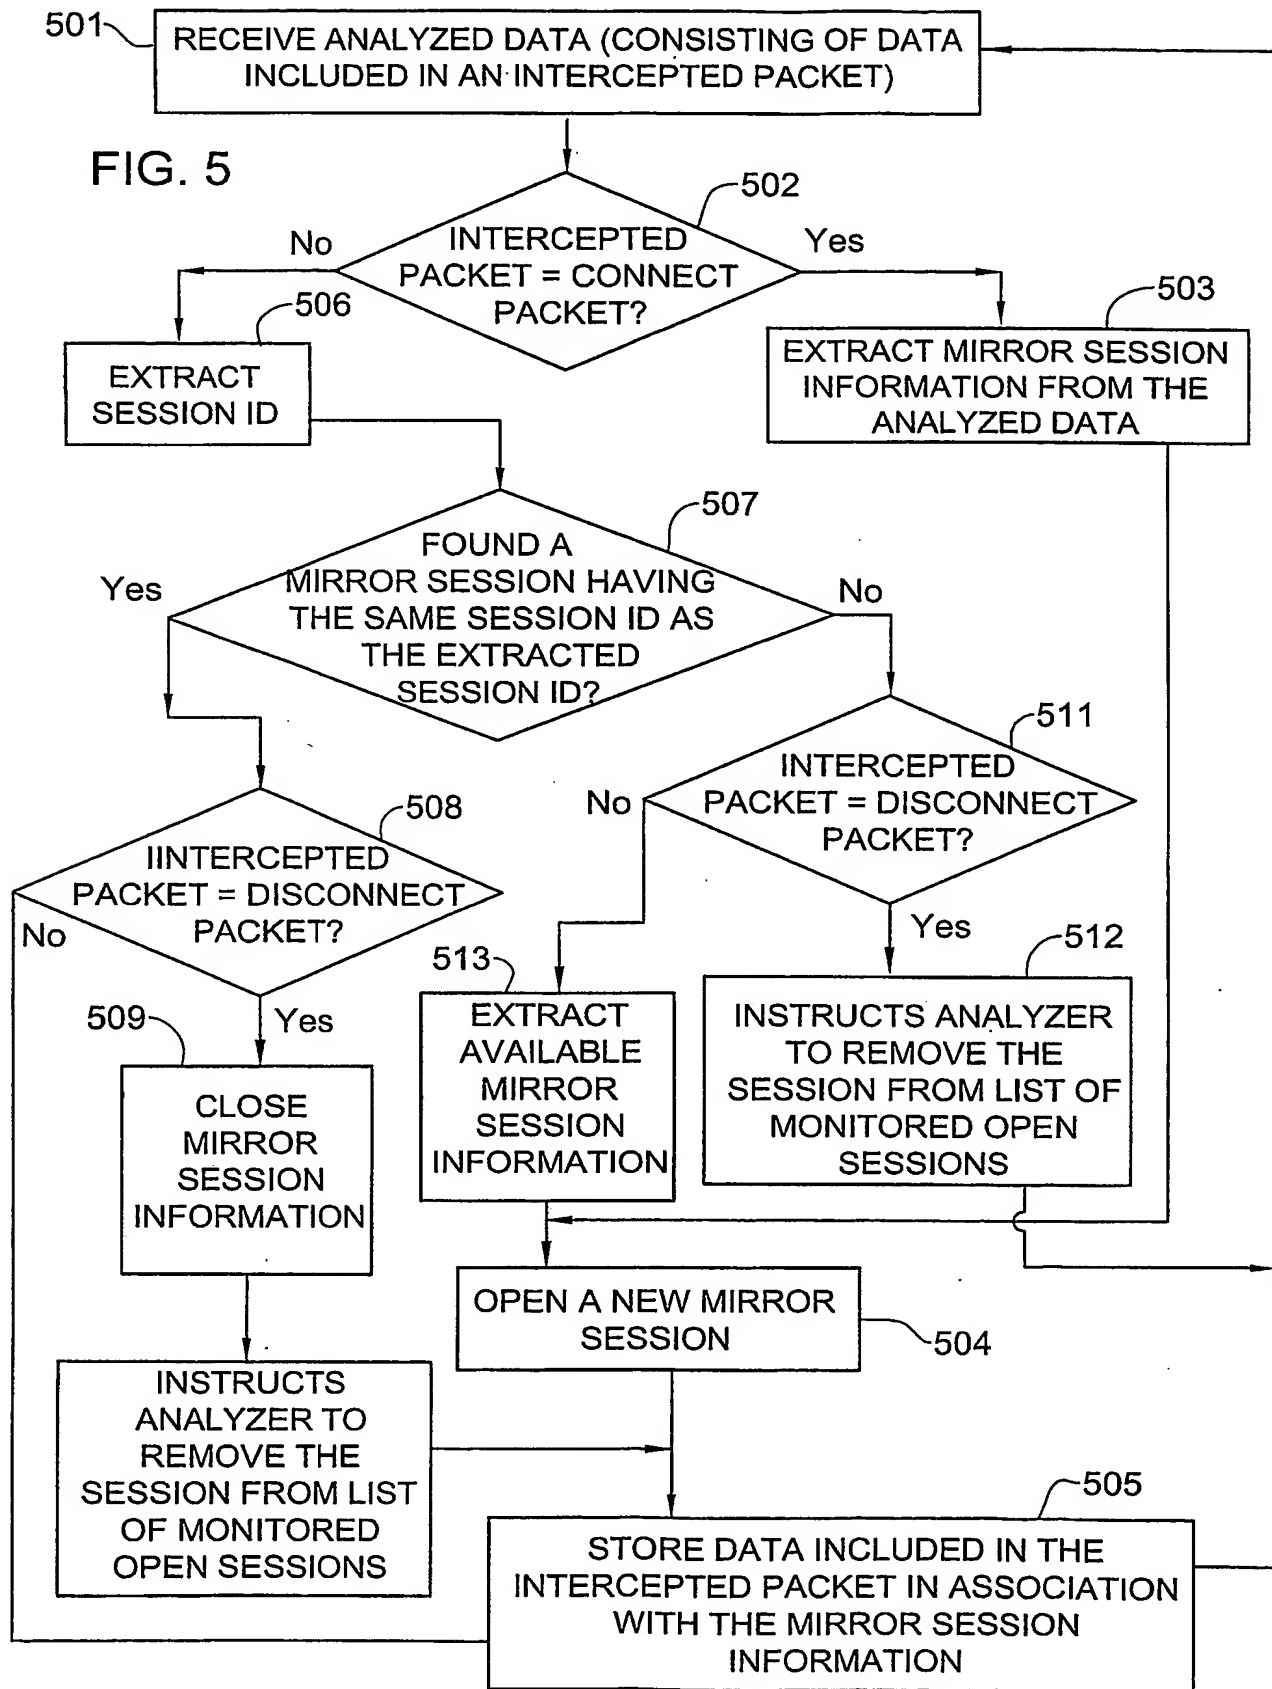 501
RECEIVE ANALYZED DATA (CONSISTING OF DATA
INCLUDED IN AN INTERCEPTED PACKET)
FIG. 5
502
No
Yes
INTERCEPTED
PACKET = CONNECT
PACKET?
506
503
EXTRACT
SESSION ID
EXTRACT MIRROR SESSION
INFORMATION FROM THE
ANALYZED DATA
507
Yes
No
FOUND A
MIRROR SESSION HAVING
THE SAME SESSION ID AS
THE EXTRACTED
SESSION ID?
511
No
INTERCEPTED
PACKET = DISCONNECT
PACKET?
Yes
508
IINTERCEPTED
PACKET = DISCONNECT
PACKET?
No
Yes
509
CLOSE
MIRROR
SESSION
INFORMATION
513
EXTRACT
AVAILABLE
MIRROR
SESSION
INFORMATION
512
INSTRUCTS ANALYZER
TO REMOVE THE
SESSION FROM LIST OF
MONITORED OPEN
SESSIONS
OPEN A NEW MIRROR
SESSION
504
INSTRUCTS
ANALYZER TO
REMOVE THE
SESSION FROM LIST
OF MONITORED
OPEN SESSIONS
505
STORE DATA INCLUDED IN THE
INTERCEPTED PACKET IN ASSOCIATION
WITH THE MIRROR SESSION
INFORMATION